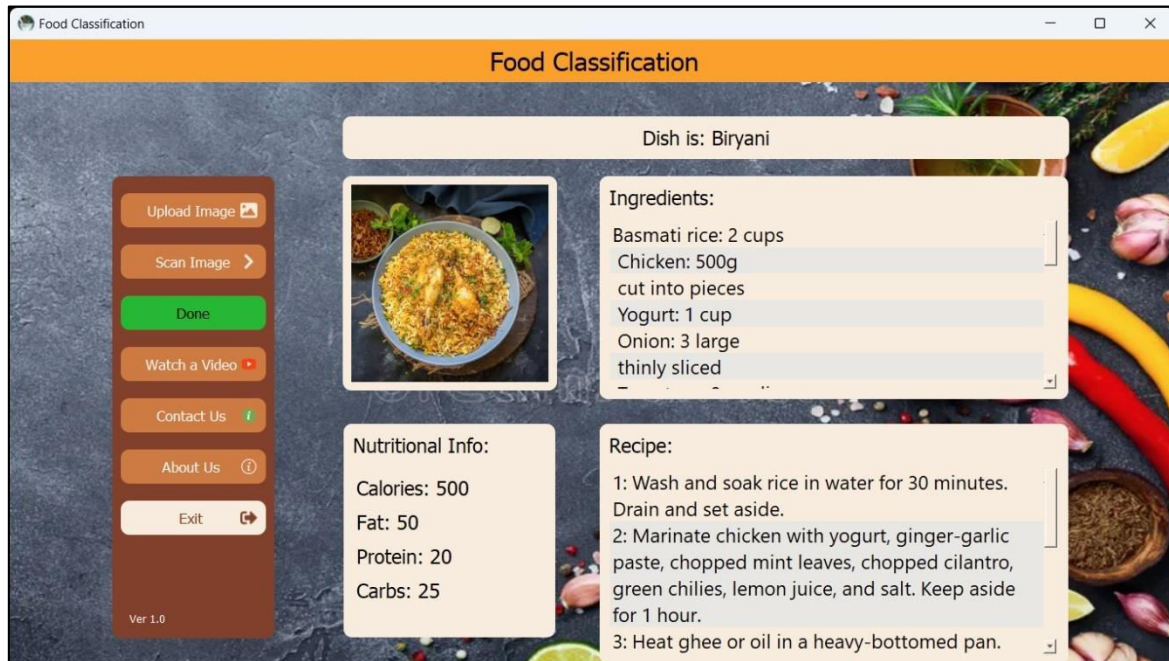 Food Classification
Food Classification
Dish is: Biryani
Upload Image
Scan Image
Done
Watch a Video
Contact Us
About Us
Exit
Ver 1.0
Ingredients:
Basmati rice: 2 cups
Chicken: 500g
cut into pieces
Yogurt: 1 cup
Onion: 3 large
thinly sliced
Nutritional Info:
Calories: 500
Fat: 50
Protein: 20
Carbs: 25
Recipe:
1: Wash and soak rice in water for 30 minutes.
Drain and set aside.
2: Marinate chicken with yogurt, ginger-garlic
paste, chopped mint leaves, chopped cilantro,
green chilies, lemon juice, and salt. Keep aside
for 1 hour.
3: Heat ghee or oil in a heavy-bottomed pan.